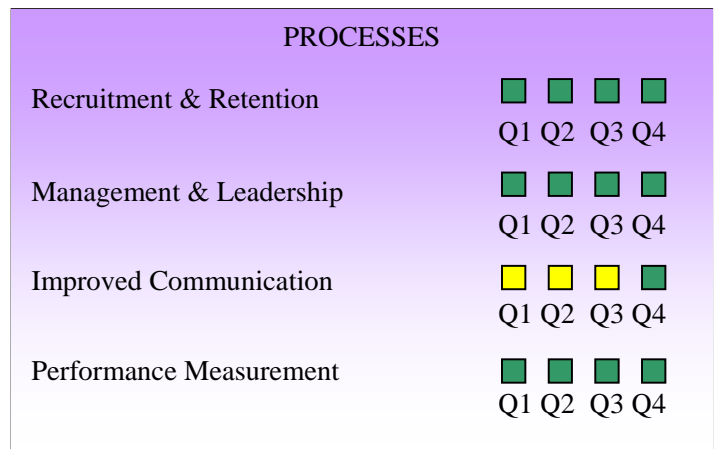 PROCESSES
Recruitment & Retention
Q1 Q2 Q3 Q4
Management & Leadership
Q1 Q2 Q3 Q4
Improved Communication
Q1 Q2 Q3 Q4
Performance Measurement
Q1 Q2 Q3 Q4